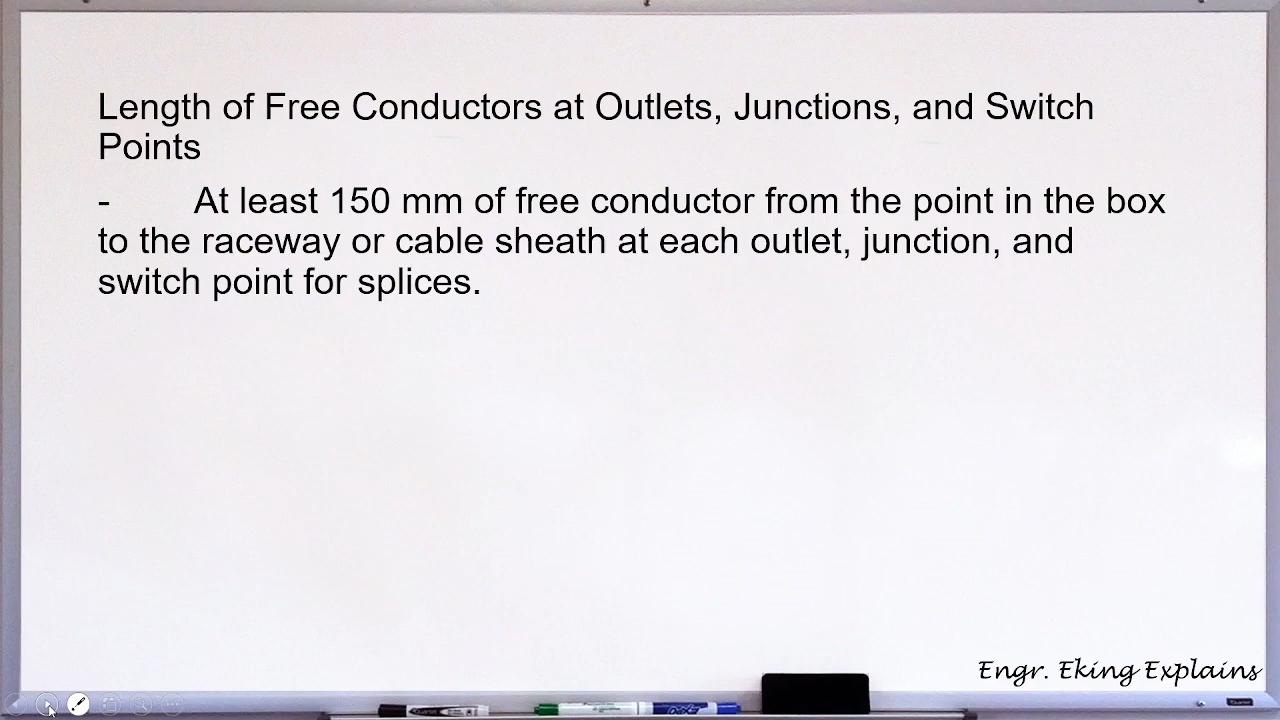 Length of Free Conductors at Outlets, Junctions, and Switch
Points
- At least 150 mm of free conductor from the point in the box
to the raceway or cable sheath at each outlet, junction, and
switch point for splices.
Engr. Eking Explains